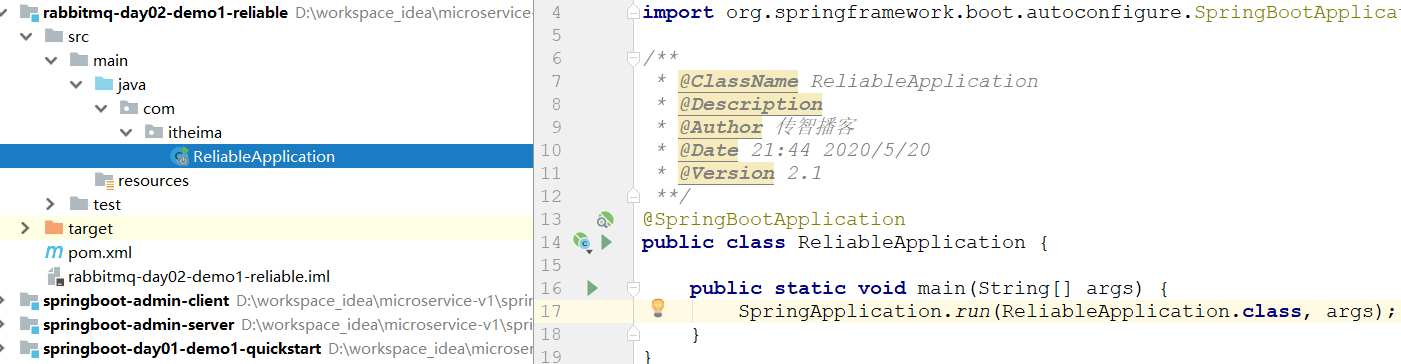 rabbitmq-day02-demo1-reliable D:\workspace_idea\microservice-
src
main
java
com
itheima
ReliableApplication
resources
test
target
pom.xml
rabbitmq-day02-demo1-reliable.iml
springboot-admin-client D:\workspace_idea\microservice-v1\spri
springboot-admin-server D:\workspace_idea\microservice-v1\spr
springboot-day01-demo1-quickstart D:\workspace_idea\microser
4 import org.springframework.boot.autoconfigure.SpringBootApplicat
5
6 /**
7 * @ClassName ReliableApplication
8 * @Description
9 * @Author 传智播客
10 * @Date 21:44 2020/5/20
11 * @Version 2.1
12 **/
13 @SpringBootApplication
14 public class ReliableApplication {
15
16 public static void main(String[] args) {
17 SpringApplication.run(ReliableApplication.class, args);
18 }
19 }